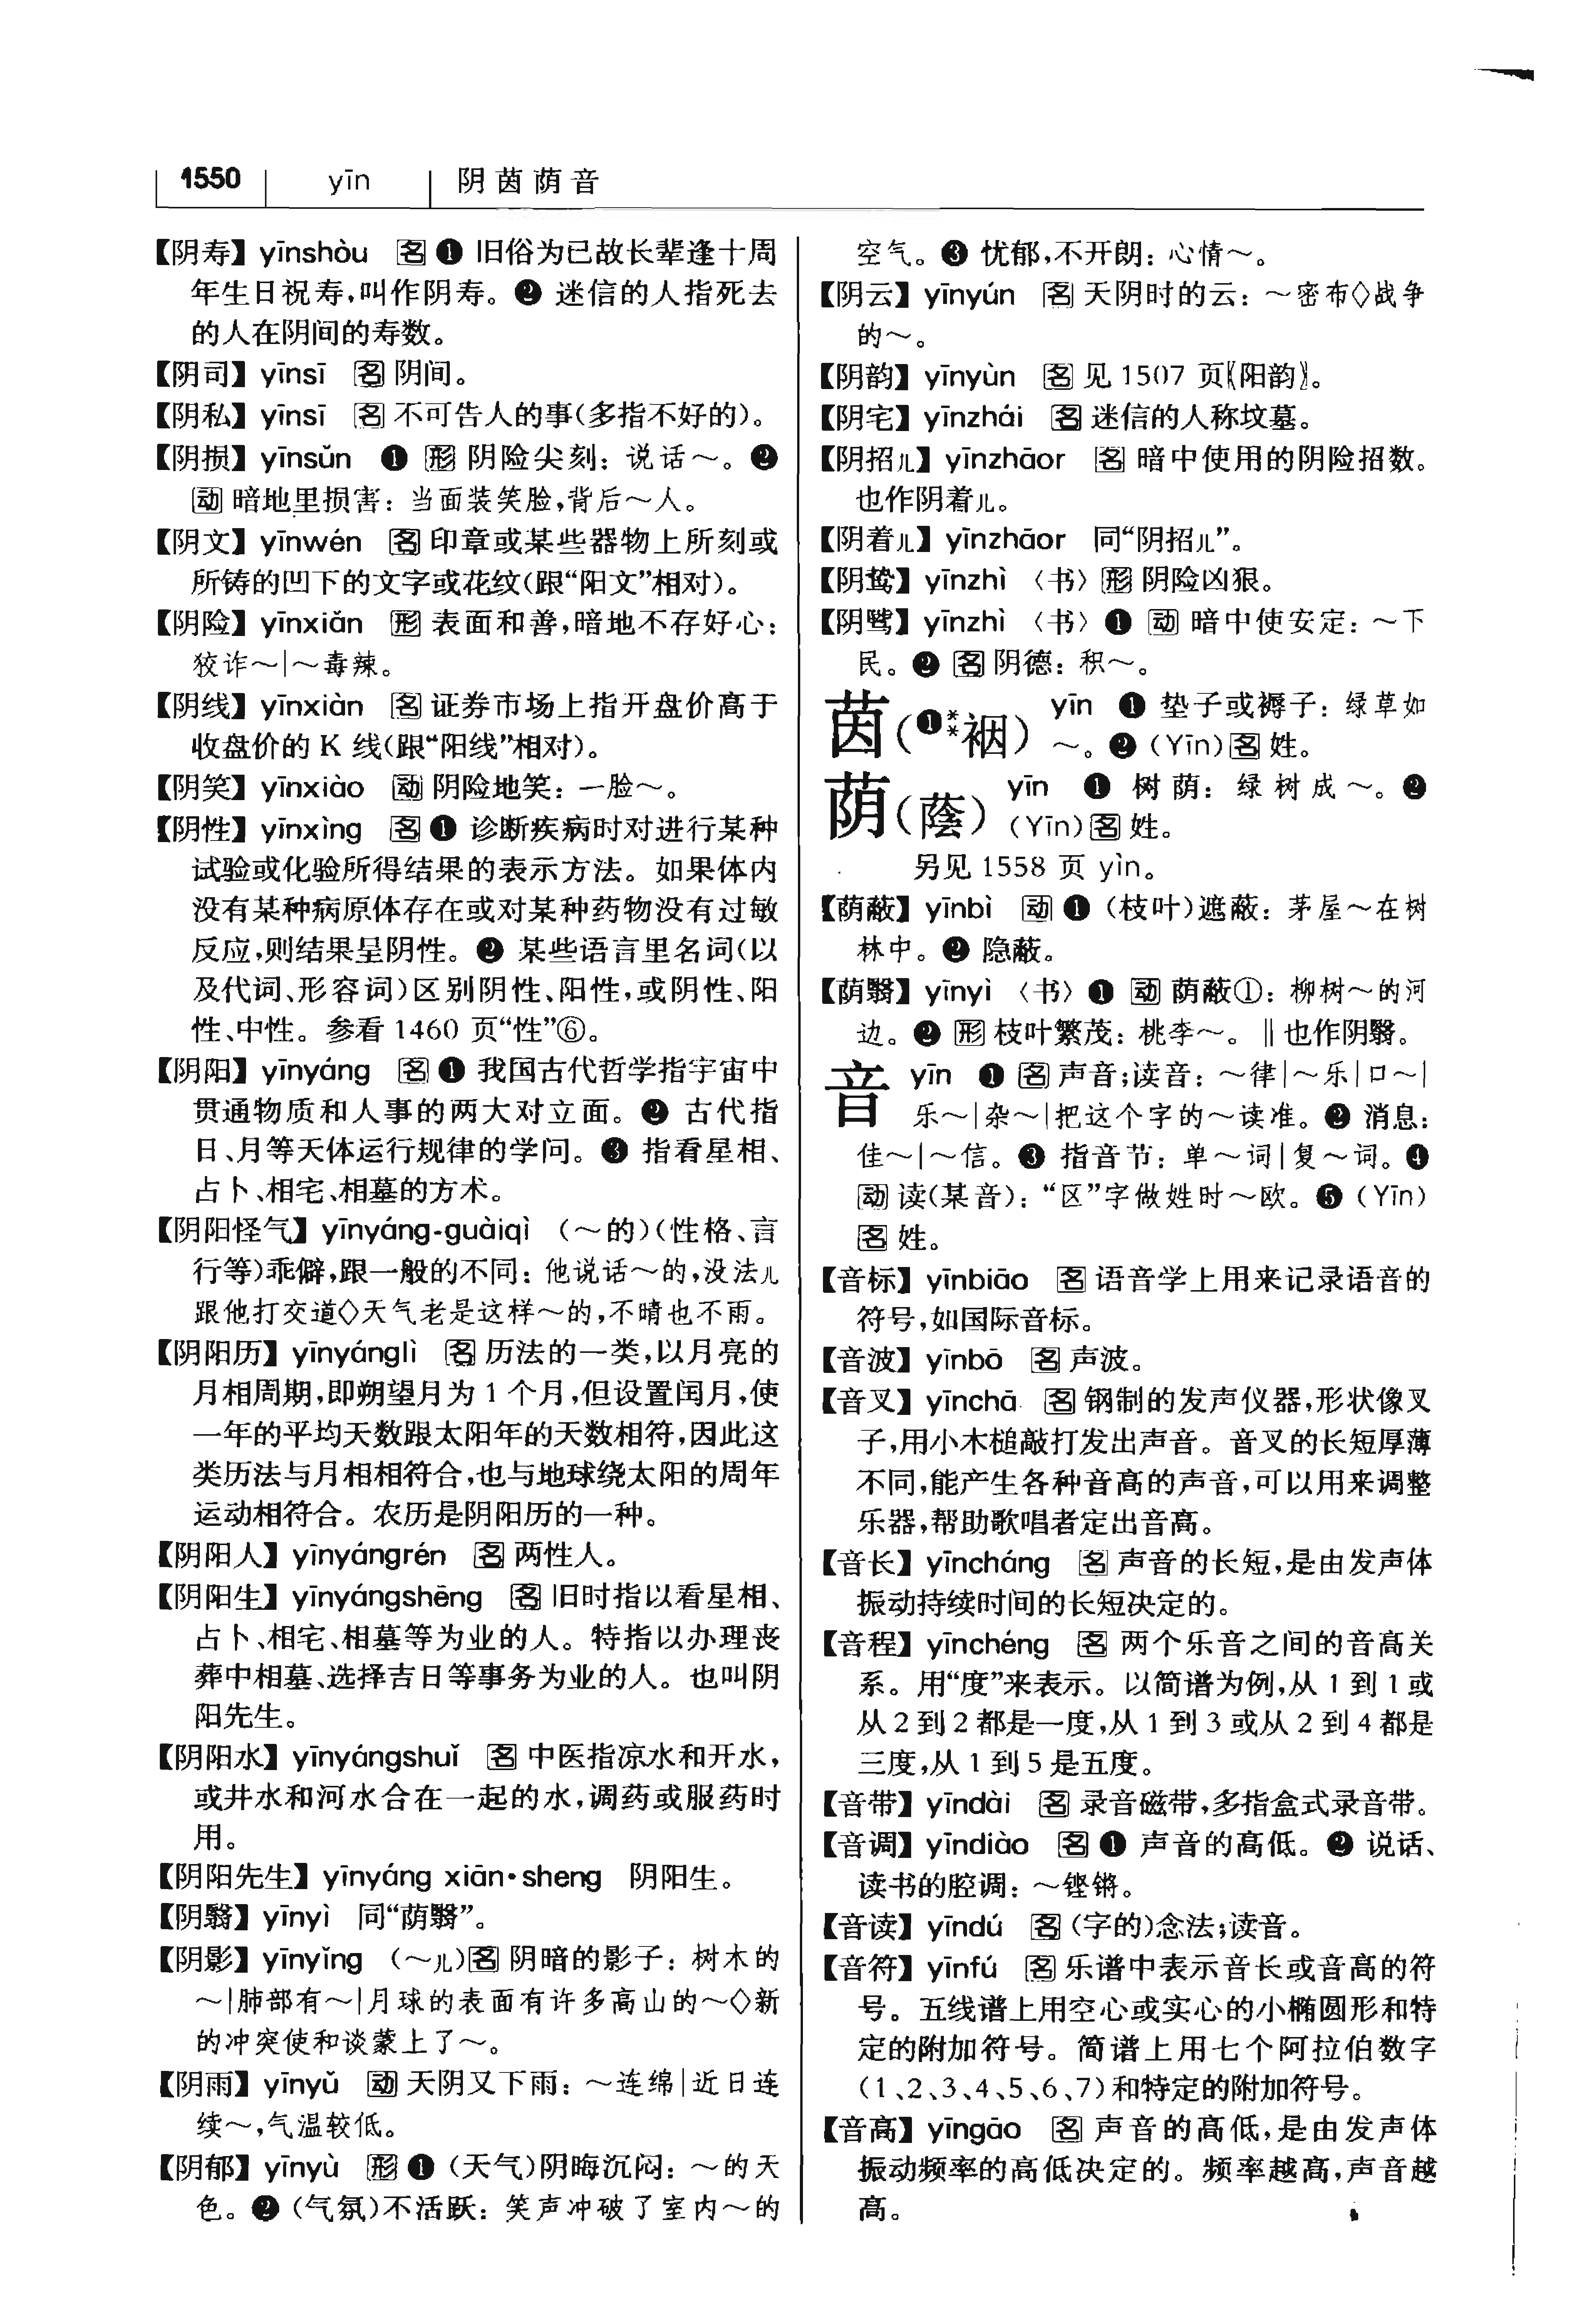 1550 yīn 阴茵荫音
【阴寿】yīnshòu 名❶ 旧俗为已故长辈逢十周
年生日祝寿,叫作阴寿。❷ 迷信的人指死去
的人在阴间的寿数。
【阴司】yīnsī 名 阴间。
【阴私】yīnsī 名 不可告人的事(多指不好的)。
【阴损】yīnsǔn ❶ 形 阴险尖刻：说话～。❷
动 暗地里损害：当面装笑脸,背后～人。
【阴文】yīnwén 名 印章或某些器物上所刻或
所铸的凹下的文字或花纹(跟“阳文”相对)。
【阴险】yīnxiǎn 形 表面和善,暗地不存好心：
狡诈～|～毒辣。
【阴线】yīnxiàn 名 证券市场上指开盘价高于
收盘价的 K 线(跟“阳线”相对)。
【阴笑】yīnxiào 动 阴险地笑：一脸～。
【阴性】yīnxìng 名❶ 诊断疾病时对进行某种
试验或化验所得结果的表示方法。如果体内
没有某种病原体存在或对某种药物没有过敏
反应,则结果呈阴性。❷ 某些语言里名词(以
及代词、形容词)区别阴性、阳性,或阴性、阳
性、中性。参看 1460 页“性”⑥。
【阴阳】yīnyáng 名❶ 我国古代哲学指宇宙中
贯通物质和人事的两大对立面。❷ 古代指
日、月等天体运行规律的学问。❸ 指看星相、
占卜、相宅、相墓的方术。
【阴阳怪气】yīnyáng-guàiqì (～的)(性格、言
行等)乖僻,跟一般的不同：他说话～的,没法儿
跟他打交道◇天气老是这样～的,不晴也不雨。
【阴阳历】yīnyánglì 名 历法的一类,以月亮的
月相周期,即朔望月为 1 个月,但设置闰月,使
一年的平均天数跟太阳年的天数相符,因此这
类历法与月相相符合,也与地球绕太阳的周年
运动相符合。农历是阴阳历的一种。
【阴阳人】yīnyángrén 名 两性人。
【阴阳生】yīnyángshēng 名 旧时指以看星相、
占卜、相宅、相墓等为业的人。特指以办理丧
葬中相墓、选择吉日等事务为业的人。也叫阴
阳先生。
【阴阳水】yīnyángshuǐ 名 中医指凉水和开水,
或井水和河水合在一起的水,调药或服药时
用。
【阴阳先生】yīnyáng xiān·sheng 阴阳生。
【阴翳】yīnyì 同“荫翳”。
【阴影】yīnyǐng (～儿)名 阴暗的影子：树木的
～|肺部有～|月球的表面有许多高山的～◇新
的冲突使和谈蒙上了～。
【阴雨】yīnyǔ 动 天阴又下雨：～连绵|近日连
续～,气温较低。
【阴郁】yīnyù 形❶ (天气)阴晦沉闷：～的天
色。❷ (气氛)不活跃：笑声冲破了室内～的
空气。❸ 忧郁,不开朗：心情～。
【阴云】yīnyún 名 天阴时的云：～密布◇战争
的～。
【阴韵】yīnyùn 名 见 1507 页〖阳韵〗。
【阴宅】yīnzhái 名 迷信的人称坟墓。
【阴招儿】yīnzhāor 名 暗中使用的阴险招数。
也作阴着儿。
【阴着儿】yīnzhāor 同“阴招儿”。
【阴鸷】yīnzhì 〈书〉形 阴险凶狠。
【阴骘】yīnzhì 〈书〉❶ 动 暗中使安定：～下
民。❷ 名 阴德：积～。
茵(❶**裀) yīn ❶ 垫子或褥子：绿草如
～。❷ (Yīn)名 姓。
荫(蔭) yīn ❶ 树荫：绿树成～。❷
(Yīn)名 姓。
另见 1558 页 yìn。
【荫蔽】yīnbì 动❶ (枝叶)遮蔽：茅屋～在树
林中。❷ 隐蔽。
【荫翳】yīnyì 〈书〉❶ 动 荫蔽①：柳树～的河
边。❷ 形 枝叶繁茂：桃李～。‖也作阴翳。
音 yīn ❶ 名 声音;读音：～律|～乐|口～|
乐～|杂～|把这个字的～读准。❷ 消息：
佳～|～信。❸ 指音节：单～词|复～词。❹
动 读(某音)：“区”字做姓时～欧。❺ (Yīn)
名 姓。
【音标】yīnbiāo 名 语音学上用来记录语音的
符号,如国际音标。
【音波】yīnbō 名 声波。
【音叉】yīnchā 名 钢制的发声仪器,形状像叉
子,用小木槌敲打发出声音。音叉的长短厚薄
不同,能产生各种音高的声音,可以用来调整
乐器,帮助歌唱者定出音高。
【音长】yīncháng 名 声音的长短,是由发声体
振动持续时间的长短决定的。
【音程】yīnchéng 名 两个乐音之间的音高关
系。用“度”来表示。以简谱为例,从 1 到 1 或
从 2 到 2 都是一度,从 1 到 3 或从 2 到 4 都是
三度,从 1 到 5 是五度。
【音带】yīndài 名 录音磁带,多指盒式录音带。
【音调】yīndiào 名❶ 声音的高低。❷ 说话、
读书的腔调：～铿锵。
【音读】yīndú 名 (字的)念法;读音。
【音符】yīnfú 名 乐谱中表示音长或音高的符
号。五线谱上用空心或实心的小椭圆形和特
定的附加符号。简谱上用七个阿拉伯数字
(1、2、3、4、5、6、7)和特定的附加符号。
【音高】yīngāo 名 声音的高低,是由发声体
振动频率的高低决定的。频率越高,声音越
高。